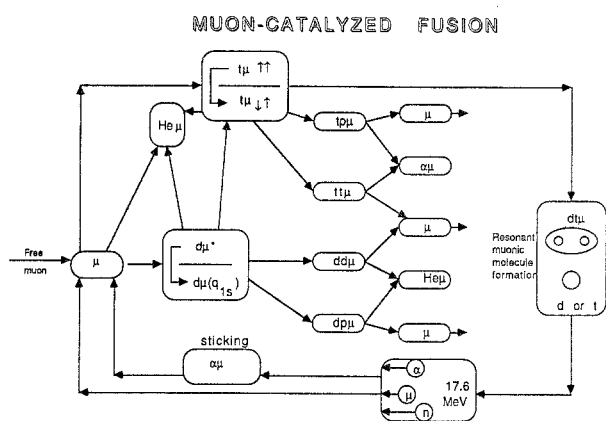 MUON-CATALYZED FUSION
tμ ↑↑
tμ ↓↑
Heμ
tpμ
μ
αμ
ttμ
μ
dtμ
Resonant
muonic
molecule
formation
d or t
Free
muon
μ
dμ*
dμ(q1s)
ddμ
Heμ
dpμ
μ
sticking
αμ
α
μ
n
17.6
MeV